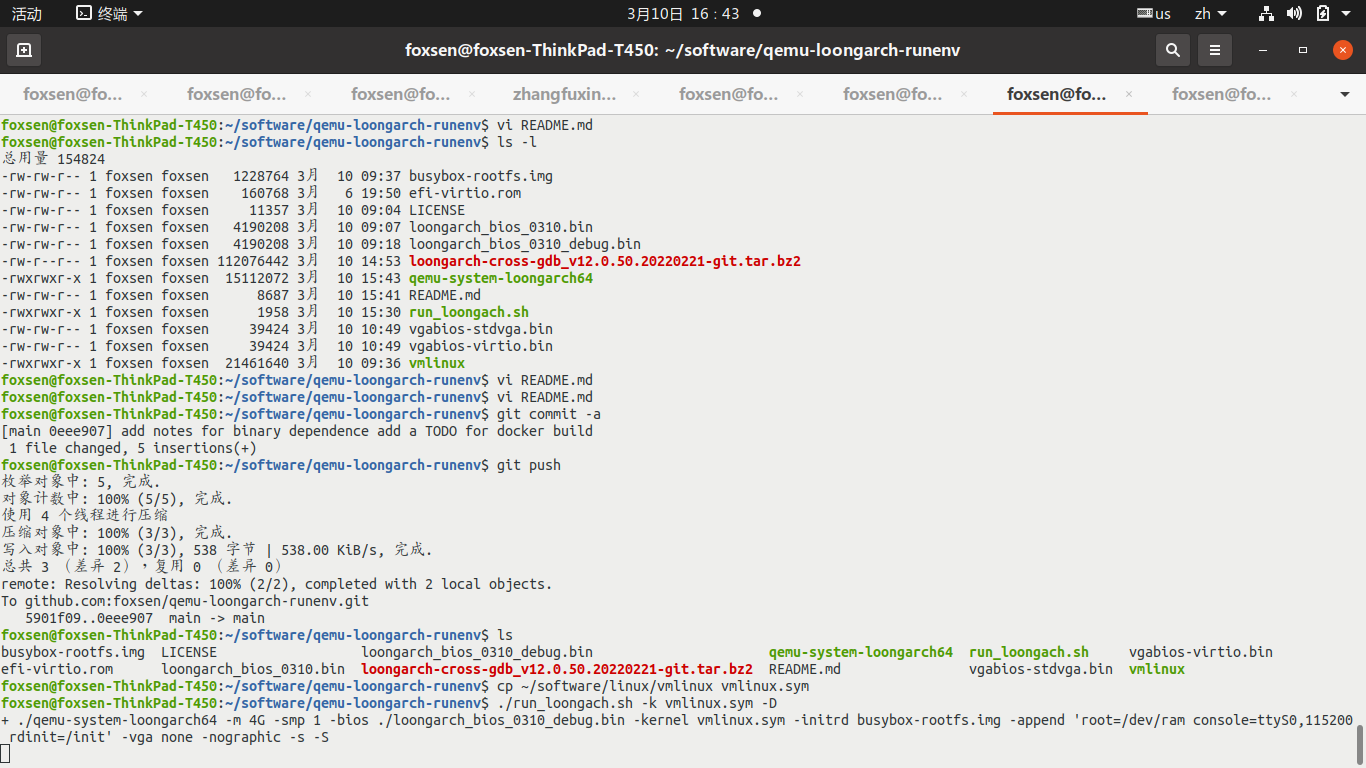 活动 终端 3月10日 16：43 us zh
foxsen@foxsen-ThinkPad-T450: ~/software/qemu-loongarch-runenv
foxsen@fo... × foxsen@fo... × foxsen@fo... × zhangfuxin... × foxsen@fo... × foxsen@fo... × foxsen@fo... × foxsen@fo... ×
foxsen@foxsen-ThinkPad-T450:~/software/qemu-loongarch-runenv$ vi README.md
foxsen@foxsen-ThinkPad-T450:~/software/qemu-loongarch-runenv$ ls -l
总用量 154824
-rw-rw-r-- 1 foxsen foxsen   1228764 3月  10 09:37 busybox-rootfs.img
-rw-rw-r-- 1 foxsen foxsen    160768 3月   6 19:50 efi-virtio.rom
-rw-rw-r-- 1 foxsen foxsen     11357 3月  10 09:04 LICENSE
-rw-rw-r-- 1 foxsen foxsen   4190208 3月  10 09:07 loongarch_bios_0310.bin
-rw-rw-r-- 1 foxsen foxsen   4190208 3月  10 09:18 loongarch_bios_0310_debug.bin
-rw-r--r-- 1 foxsen foxsen 112076442 3月  10 14:53 loongarch-cross-gdb_v12.0.50.20220221-git.tar.bz2
-rwxrwxr-x 1 foxsen foxsen  15112072 3月  10 15:43 qemu-system-loongarch64
-rw-rw-r-- 1 foxsen foxsen      8687 3月  10 15:41 README.md
-rwxrwxr-x 1 foxsen foxsen      1958 3月  10 15:30 run_loongach.sh
-rw-rw-r-- 1 foxsen foxsen     39424 3月  10 10:49 vgabios-stdvga.bin
-rw-rw-r-- 1 foxsen foxsen     39424 3月  10 10:49 vgabios-virtio.bin
-rwxrwxr-x 1 foxsen foxsen  21461640 3月  10 09:36 vmlinux
foxsen@foxsen-ThinkPad-T450:~/software/qemu-loongarch-runenv$ vi README.md
foxsen@foxsen-ThinkPad-T450:~/software/qemu-loongarch-runenv$ vi README.md
foxsen@foxsen-ThinkPad-T450:~/software/qemu-loongarch-runenv$ git commit -a
[main 0eee907] add notes for binary dependence add a TODO for docker build
 1 file changed, 5 insertions(+)
foxsen@foxsen-ThinkPad-T450:~/software/qemu-loongarch-runenv$ git push
枚举对象中: 5, 完成.
对象计数中: 100% (5/5), 完成.
使用 4 个线程进行压缩
压缩对象中: 100% (3/3), 完成.
写入对象中: 100% (3/3), 538 字节 | 538.00 KiB/s, 完成.
总共 3 （差异 2），复用 0 （差异 0）
remote: Resolving deltas: 100% (2/2), completed with 2 local objects.
To github.com:foxsen/qemu-loongarch-runenv.git
   5901f09..0eee907  main -> main
foxsen@foxsen-ThinkPad-T450:~/software/qemu-loongarch-runenv$ ls
busybox-rootfs.img  LICENSE                  loongarch_bios_0310_debug.bin                      qemu-system-loongarch64  run_loongach.sh     vgabios-virtio.bin
efi-virtio.rom      loongarch_bios_0310.bin  loongarch-cross-gdb_v12.0.50.20220221-git.tar.bz2  README.md                vgabios-stdvga.bin  vmlinux
foxsen@foxsen-ThinkPad-T450:~/software/qemu-loongarch-runenv$ cp ~/software/linux/vmlinux vmlinux.sym
foxsen@foxsen-ThinkPad-T450:~/software/qemu-loongarch-runenv$ ./run_loongach.sh -k vmlinux.sym -D
+ ./qemu-system-loongarch64 -m 4G -smp 1 -bios ./loongarch_bios_0310_debug.bin -kernel vmlinux.sym -initrd busybox-rootfs.img -append 'root=/dev/ram console=ttyS0,115200
 rdinit=/init' -vga none -nographic -s -S